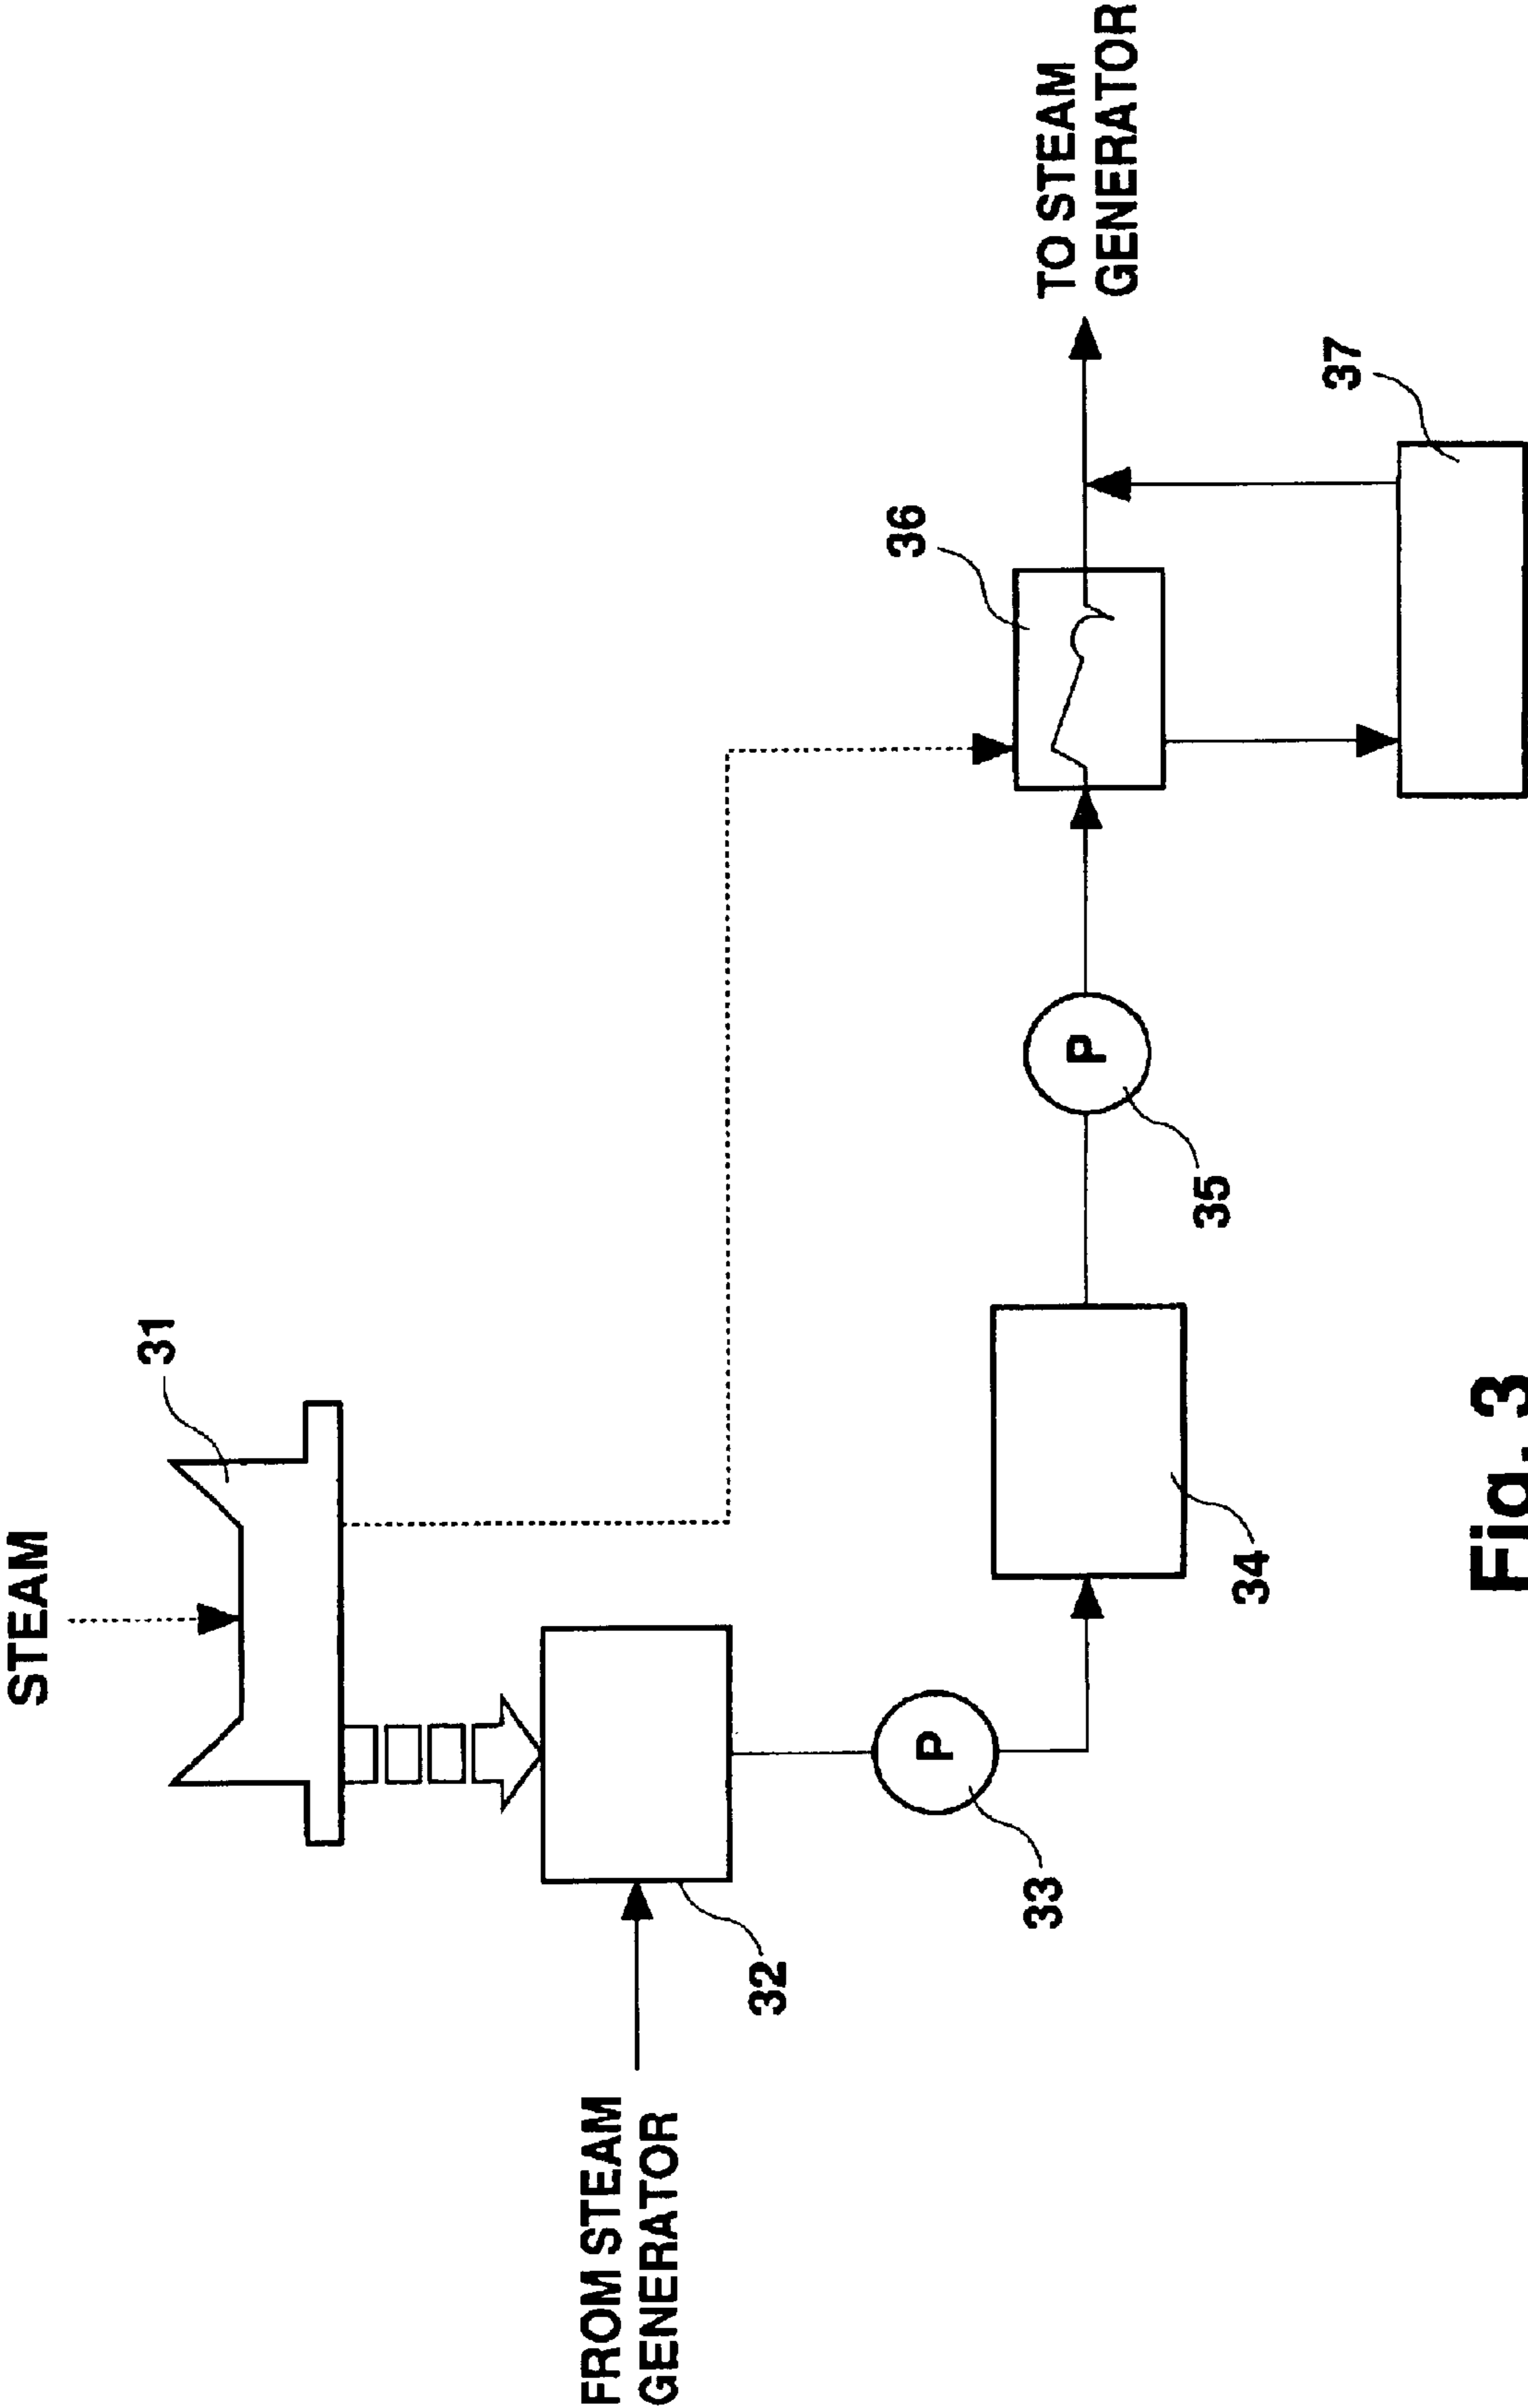 STEAM
31
FROM STEAM
GENERATOR
32
P
33
34
P
35
36
TO STEAM
GENERATOR
37
Fig. 3